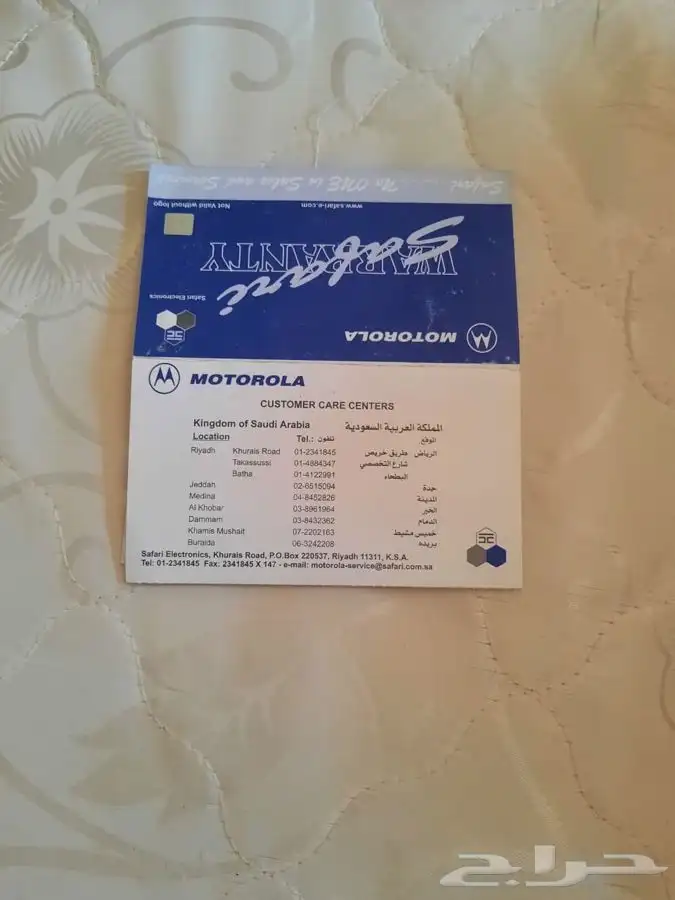 Safari ... No ONE in Sales and Service
Not Valid without logo www.safari-e.com
WARRANTY
Safari
Safari Electronics
MOTOROLA
MOTOROLA
CUSTOMER CARE CENTERS
Kingdom of Saudi Arabia المملكة العربية السعودية
Location Tel.: تلفون الموقع
Riyadh Khurais Road 01-2341845 طريق خريص الرياض
Takassussi 01-4884347 شارع التخصصي
Batha 01-4122991 البطحاء
Jeddah 02-6515094 جدة
Medina 04-8452826 المدينة
Al Khobar 03-8961964 الخبر
Dammam 03-8432362 الدمام
Khamis Mushait 07-2202163 خميس مشيط
Buraida 06-3242208 بريده
Safari Electronics, Khurais Road, P.O.Box 220537, Riyadh 11311, K.S.A.
Tel: 01-2341845 Fax: 2341845 X 147 - e-mail: motorola-service@safari.com.sa
حراج